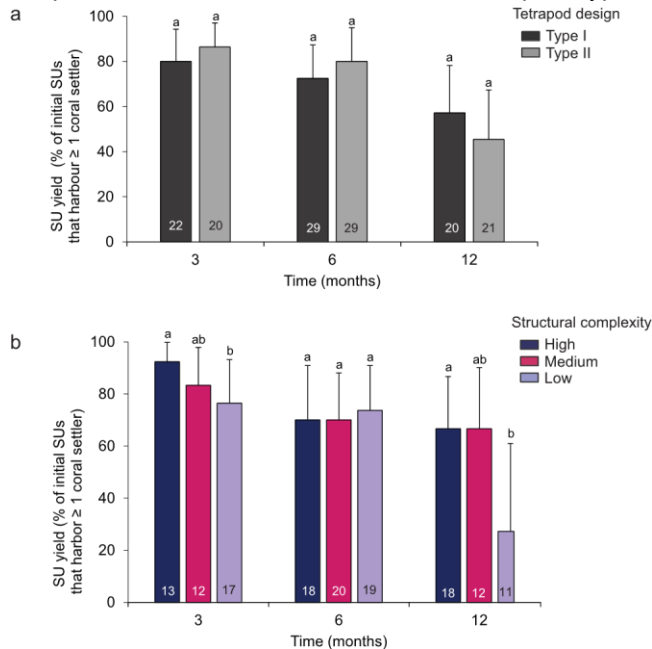 a
Tetrapod design
Type I
Type II
SU yield (% of initial SUs
that harbour ≥ 1 coral settler)
100
80
60
40
20
0
a a a a a a
22 20 29 29 20 21
3 6 12
Time (months)
b
Structural complexity
High
Medium
Low
SU yield (% of initial SUs
that harbor ≥ 1 coral settler)
100
80
60
40
20
0
a ab b a a a a ab b
13 12 17 18 20 19 18 12 11
3 6 12
Time (months)